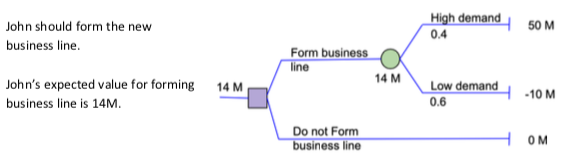 John should form the new
business line.
John's expected value for forming
business line is 14M.
14 M
Form business
line
14 M
High demand
0.4
50 M
Low demand
0.6
-10 M
Do not Form
business line
0 M